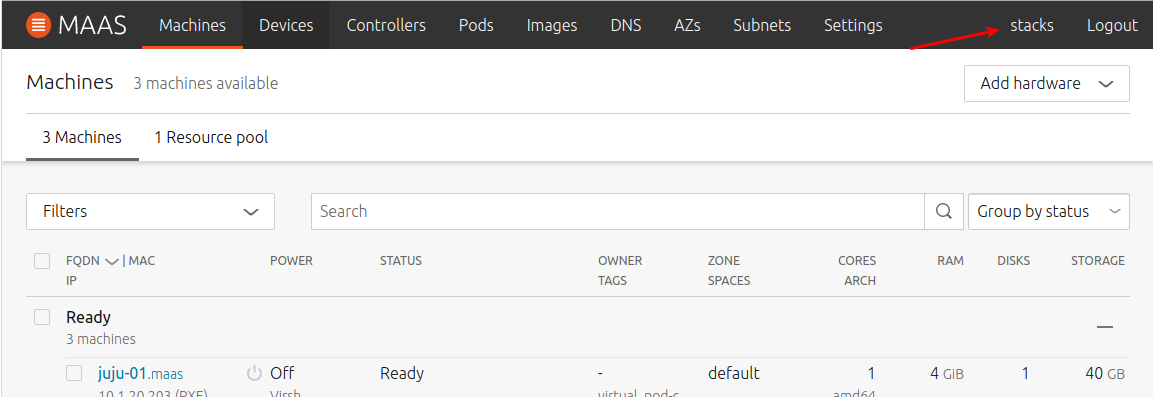 MAAS Machines Devices Controllers Pods Images DNS AZs Subnets Settings stacks Logout
Machines 3 machines available Add hardware
3 Machines 1 Resource pool
Filters Search Group by status
FQDN | MAC POWER STATUS OWNER ZONE CORES RAM DISKS STORAGE
IP TAGS SPACES ARCH
Ready
3 machines
juju-01.maas Off Ready - default 1 4 GiB 1 40 GB
10.1.20.203 (PXE) Virsh virtual, pod-c amd64